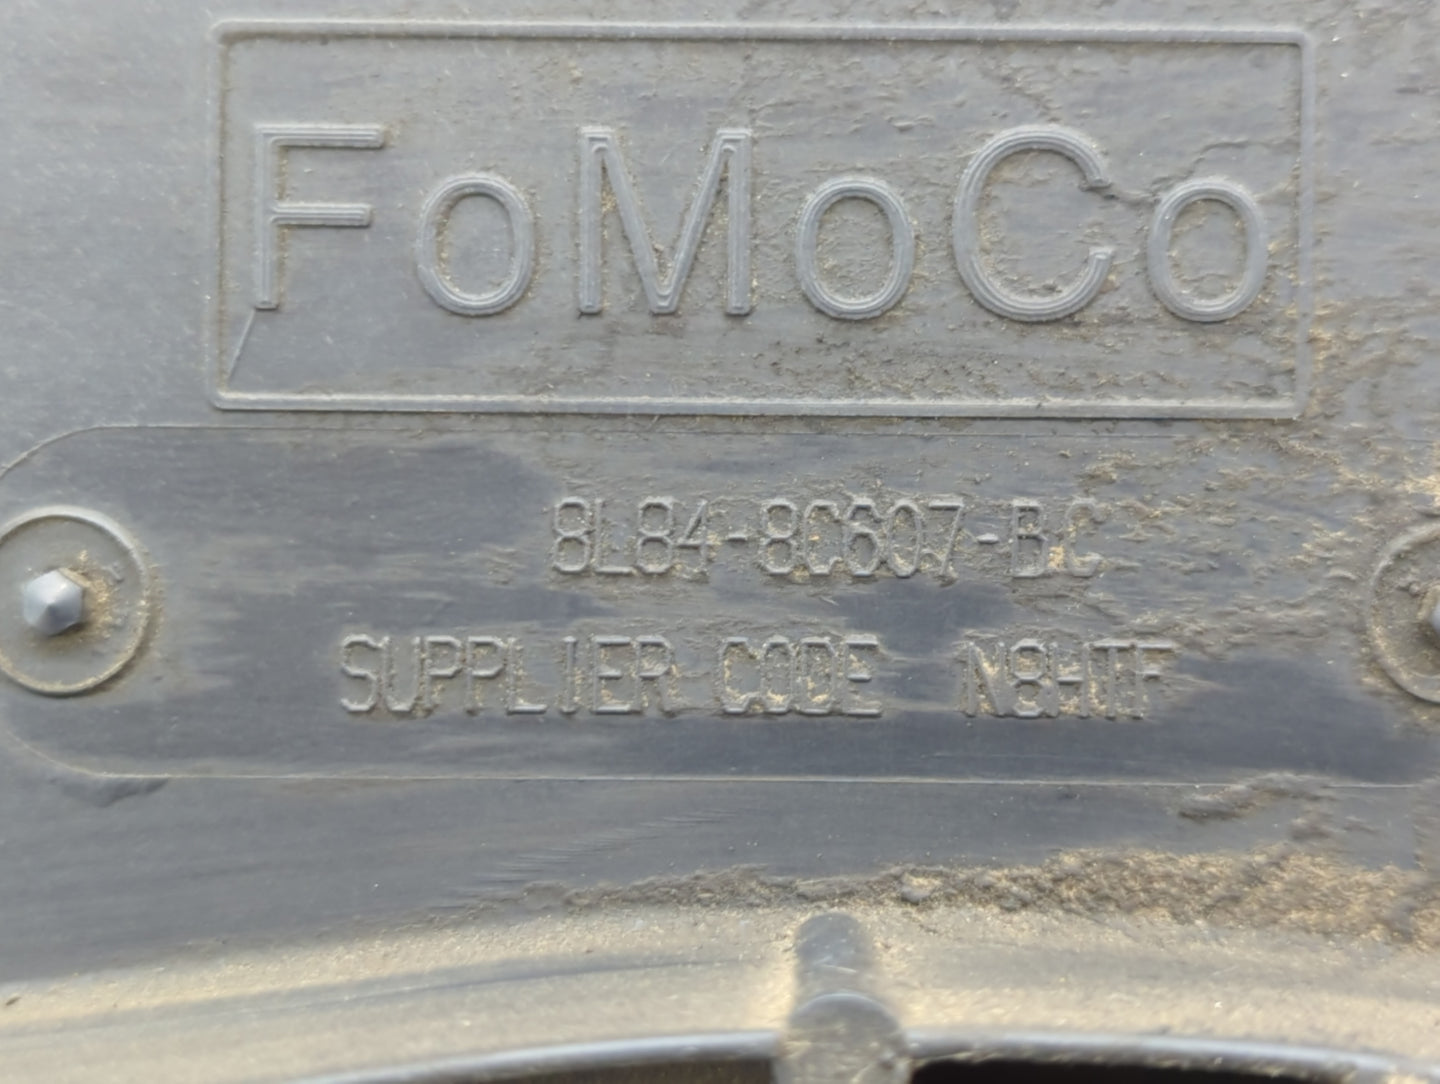 FoMoCo
8L84-8C607-BC
SUPPLIER CODE N8HTF